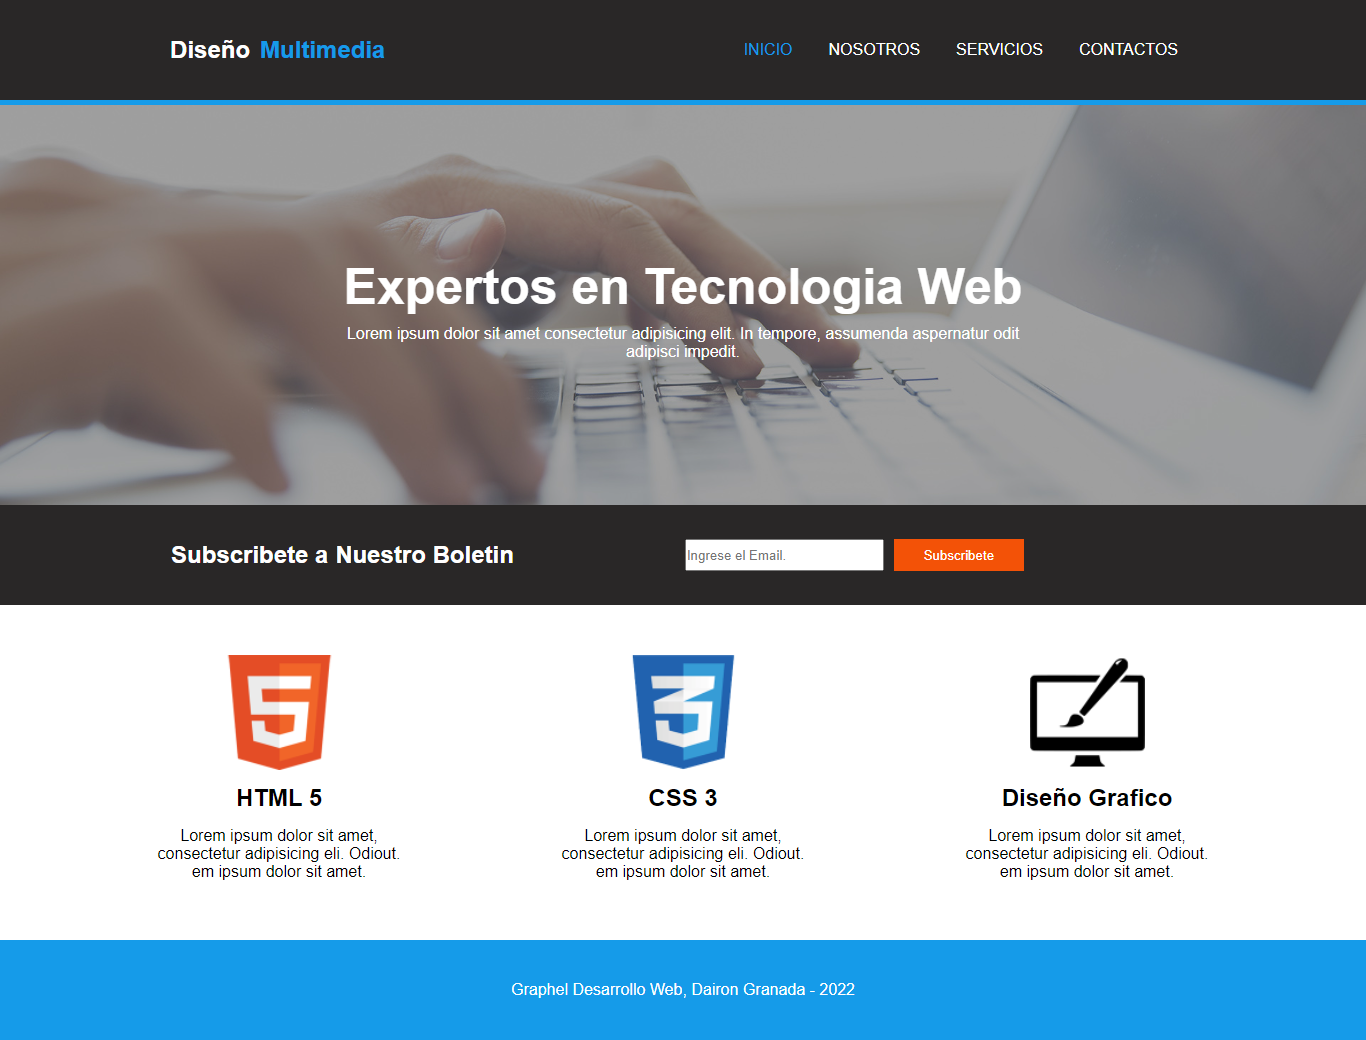 Diseño Multimedia
INICIO NOSOTROS SERVICIOS CONTACTOS
Expertos en Tecnologia Web
Lorem ipsum dolor sit amet consectetur adipisicing elit. In tempore, assumenda aspernatur odit
adipisci impedit.
Subscribete a Nuestro Boletin
Ingrese el Email.
Subscribete
HTML 5
Lorem ipsum dolor sit amet,
consectetur adipisicing eli. Odiout.
em ipsum dolor sit amet.
CSS 3
Lorem ipsum dolor sit amet,
consectetur adipisicing eli. Odiout.
em ipsum dolor sit amet.
Diseño Grafico
Lorem ipsum dolor sit amet,
consectetur adipisicing eli. Odiout.
em ipsum dolor sit amet.
Graphel Desarrollo Web, Dairon Granada - 2022